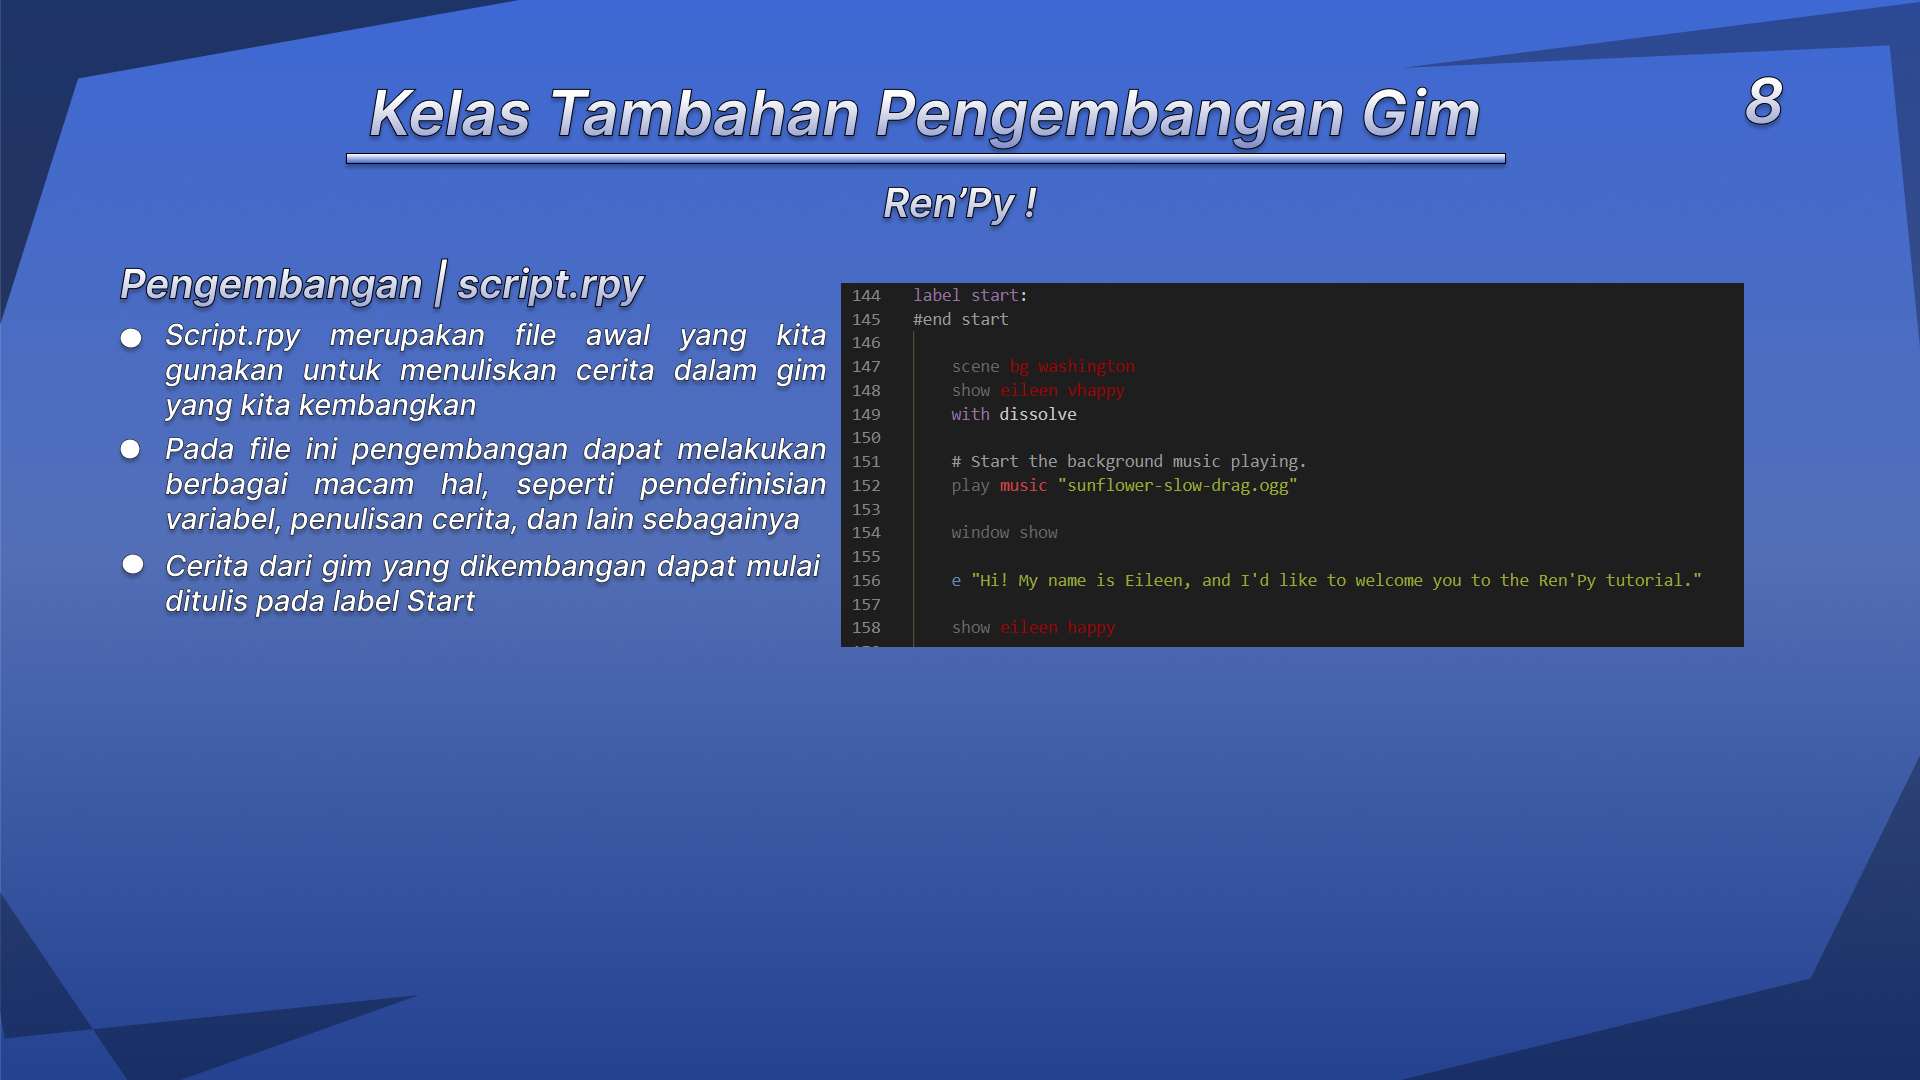 Kelas Tambahan Pengembangan Gim
8
Ren’Py !
Pengembangan | script.rpy
Script.rpy merupakan file awal yang kita
gunakan untuk menuliskan cerita dalam gim
yang kita kembangkan
Pada file ini pengembangan dapat melakukan
berbagai macam hal, seperti pendefinisian
variabel, penulisan cerita, dan lain sebagainya
Cerita dari gim yang dikembangan dapat mulai
ditulis pada label Start
144 label start:
145 #end start
146
147 scene bg washington
148 show eileen vhappy
149 with dissolve
150
151 # Start the background music playing.
152 play music "sunflower-slow-drag.ogg"
153
154 window show
155
156 e "Hi! My name is Eileen, and I'd like to welcome you to the Ren'Py tutorial."
157
158 show eileen happy